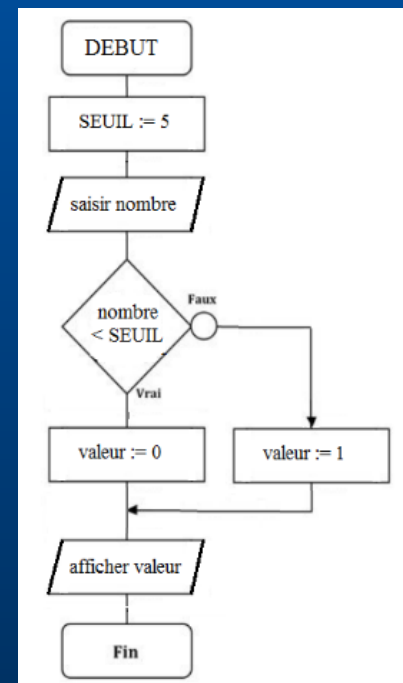 DEBUT
SEUIL := 5
saisir nombre
nombre
< SEUIL
Faux
Vrai
valeur := 0
valeur := 1
afficher valeur
Fin